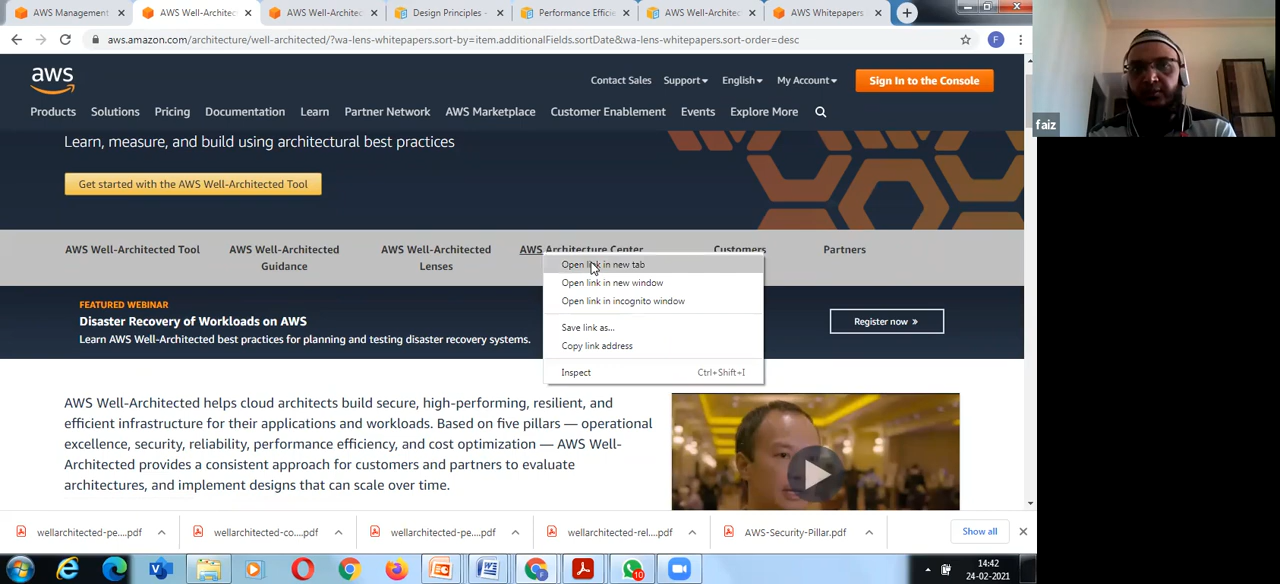 AWS Management
AWS Well-Architec
AWS Well-Architec
Design Principles -
Performance Efficie
AWS Well-Architec
AWS Whitepapers
aws.amazon.com/architecture/well-architected/?wa-lens-whitepapers.sort-by=item.additionalFields.sortDate&wa-lens-whitepapers.sort-order=desc
F
aws
Contact Sales Support English My Account Sign In to the Console
Products Solutions Pricing Documentation Learn Partner Network AWS Marketplace Customer Enablement Events Explore More
faiz
Learn, measure, and build using architectural best practices
Get started with the AWS Well-Architected Tool
AWS Well-Architected Tool
AWS Well-Architected
Guidance
AWS Well-Architected
Lenses
AWS Architecture Center
Customers
Partners
Open link in new tab
Open link in new window
Open link in incognito window
Save link as...
Copy link address
Inspect Ctrl+Shift+I
FEATURED WEBINAR
Disaster Recovery of Workloads on AWS
Learn AWS Well-Architected best practices for planning and testing disaster recovery systems.
Register now »
AWS Well-Architected helps cloud architects build secure, high-performing, resilient, and
efficient infrastructure for their applications and workloads. Based on five pillars — operational
excellence, security, reliability, performance efficiency, and cost optimization — AWS Well-
Architected provides a consistent approach for customers and partners to evaluate
architectures, and implement designs that can scale over time.
wellarchitected-pe....pdf
wellarchitected-co....pdf
wellarchitected-pe....pdf
wellarchitected-rel....pdf
AWS-Security-Pillar.pdf
Show all
10
14:42
24-02-2021